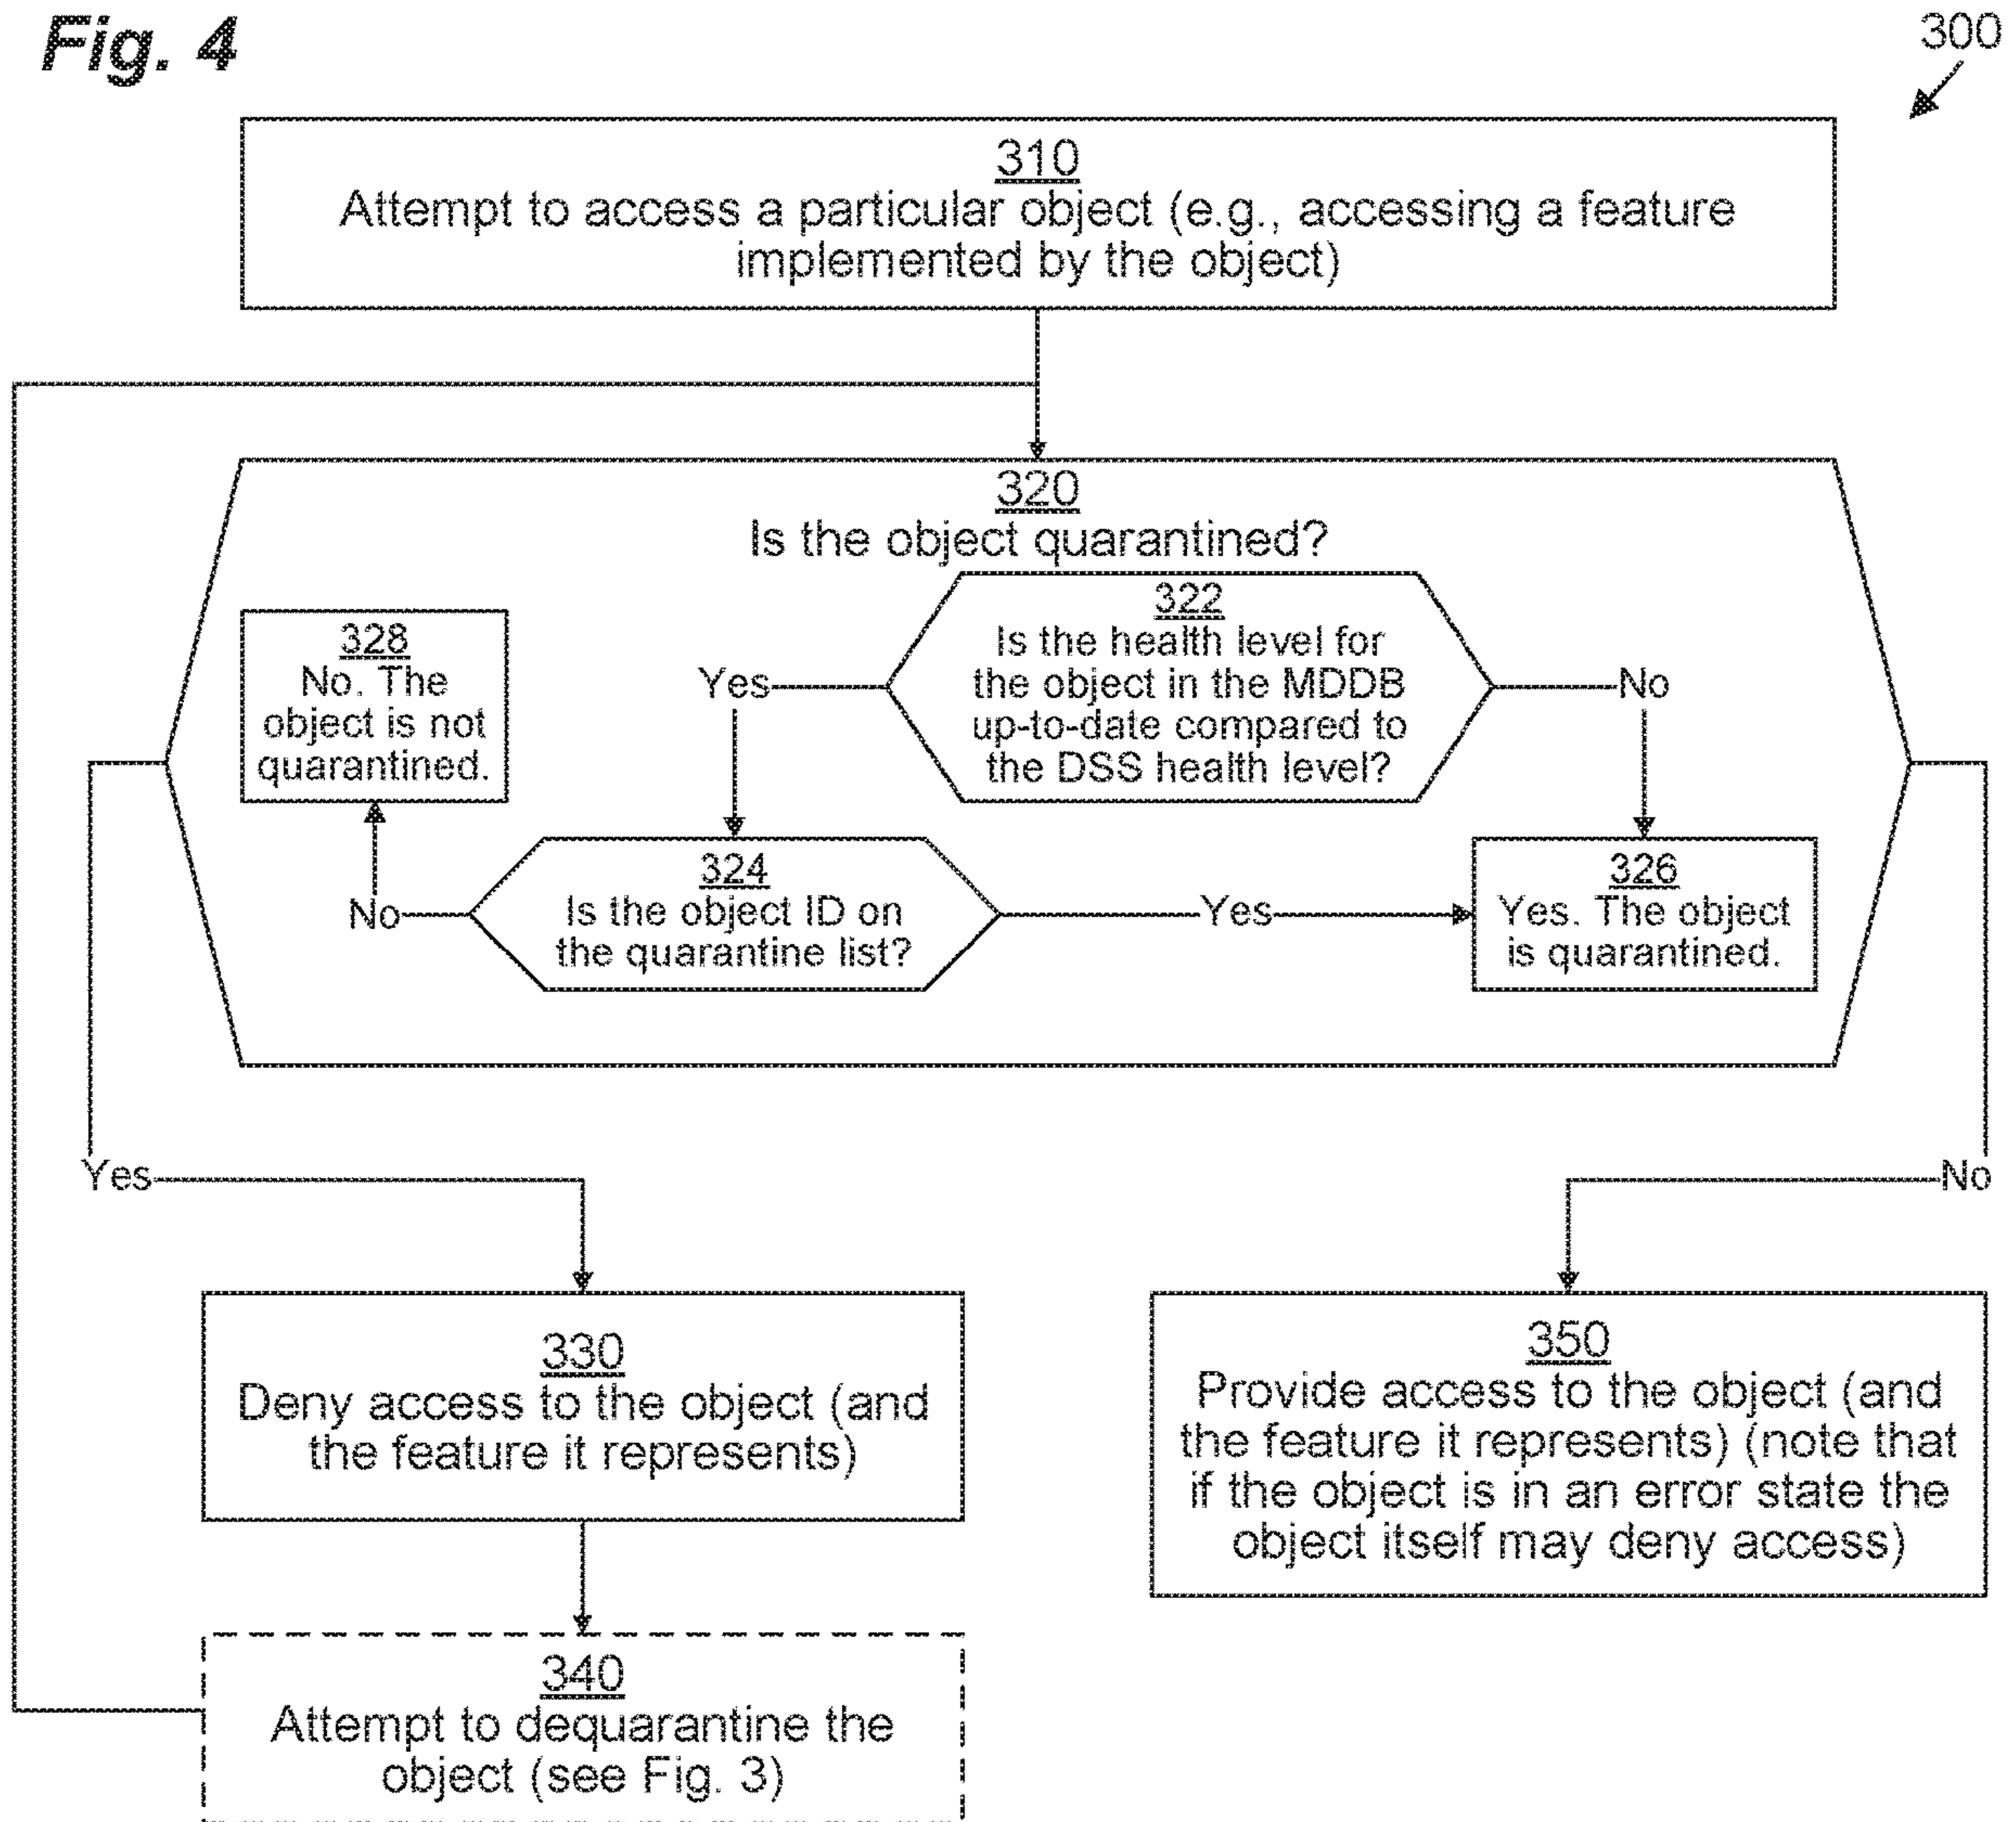 Fig. 4
300
310
Attempt to access a particular object (e.g., accessing a feature
implemented by the object)
320
Is the object quarantined?
322
Is the health level for
the object in the MDDB
up-to-date compared to
the DSS health level?
Yes
No
328
No. The
object is not
quarantined.
324
Is the object ID on
the quarantine list?
No
Yes
326
Yes. The object
is quarantined.
Yes
No
330
Deny access to the object (and
the feature it represents)
350
Provide access to the object (and
the feature it represents) (note that
if the object is in an error state the
object itself may deny access)
340
Attempt to dequarantine the
object (see Fig. 3)